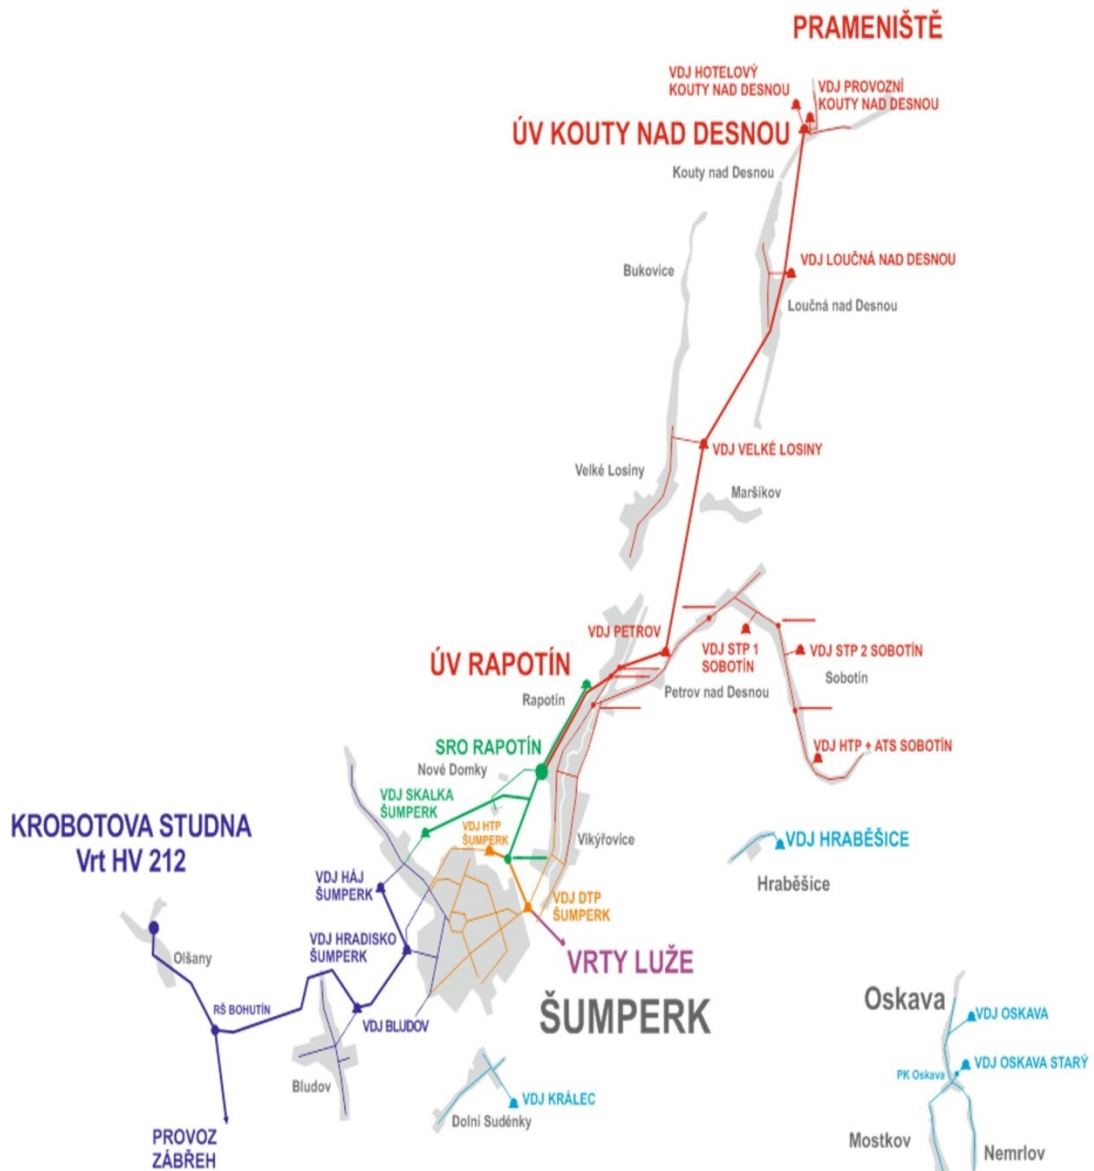 PRAMENIŠTĚ
VDJ HOTELOVÝ
KOUTY NAD DESNOU
VDJ PROVOZNÍ
KOUTY NAD DESNOU
ÚV KOUTY NAD DESNOU
Kouty nad Desnou
Bukovice
VDJ LOUČNÁ NAD DESNOU
Loučná nad Desnou
VDJ VELKÉ LOSINY
Velké Losiny
Maršíkov
VDJ PETROV
VDJ STP 1
SOBOTÍN
VDJ STP 2 SOBOTÍN
ÚV RAPOTÍN
Petrov nad Desnou
Sobotín
Rapotín
SRO RAPOTÍN
VDJ HTP + ATS SOBOTÍN
Nové Domky
VDJ SKALKA
ŠUMPERK
KROBOTOVA STUDNA
Vrt HV 212
VDJ HTP
ŠUMPERK
Vikýřovice
VDJ HRABĚŠICE
Hraběšice
VDJ HÁJ
ŠUMPERK
VDJ DTP
ŠUMPERK
VDJ HRADISKO
ŠUMPERK
Olšany
VRTY LUŽE
RŠ BOHUTÍN
VDJ BLUDOV
ŠUMPERK
Oskava
VDJ OSKAVA
VDJ OSKAVA STARÝ
PK Oskava
Bludov
VDJ KRÁLEC
Dolní Suděnky
PROVOZ
ZÁBŘEH
Mostkov
Nemrlov